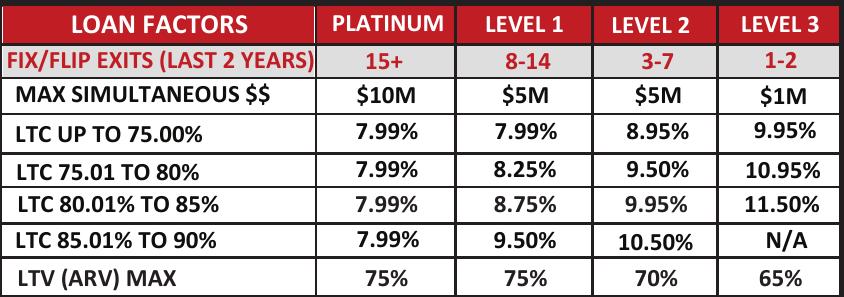 LOAN FACTORS PLATINUM LEVEL 1 LEVEL 2 LEVEL 3
FIX/FLIP EXITS (LAST 2 YEARS) 15+ 8-14 3-7 1-2
MAX SIMULTANEOUS $$ $10M $5M $5M $1M
LTC UP TO 75.00% 7.99% 7.99% 8.95% 9.95%
LTC 75.01 TO 80% 7.99% 8.25% 9.50% 10.95%
LTC 80.01% TO 85% 7.99% 8.75% 9.95% 11.50%
LTC 85.01% TO 90% 7.99% 9.50% 10.50% N/A
LTV (ARV) MAX 75% 75% 70% 65%